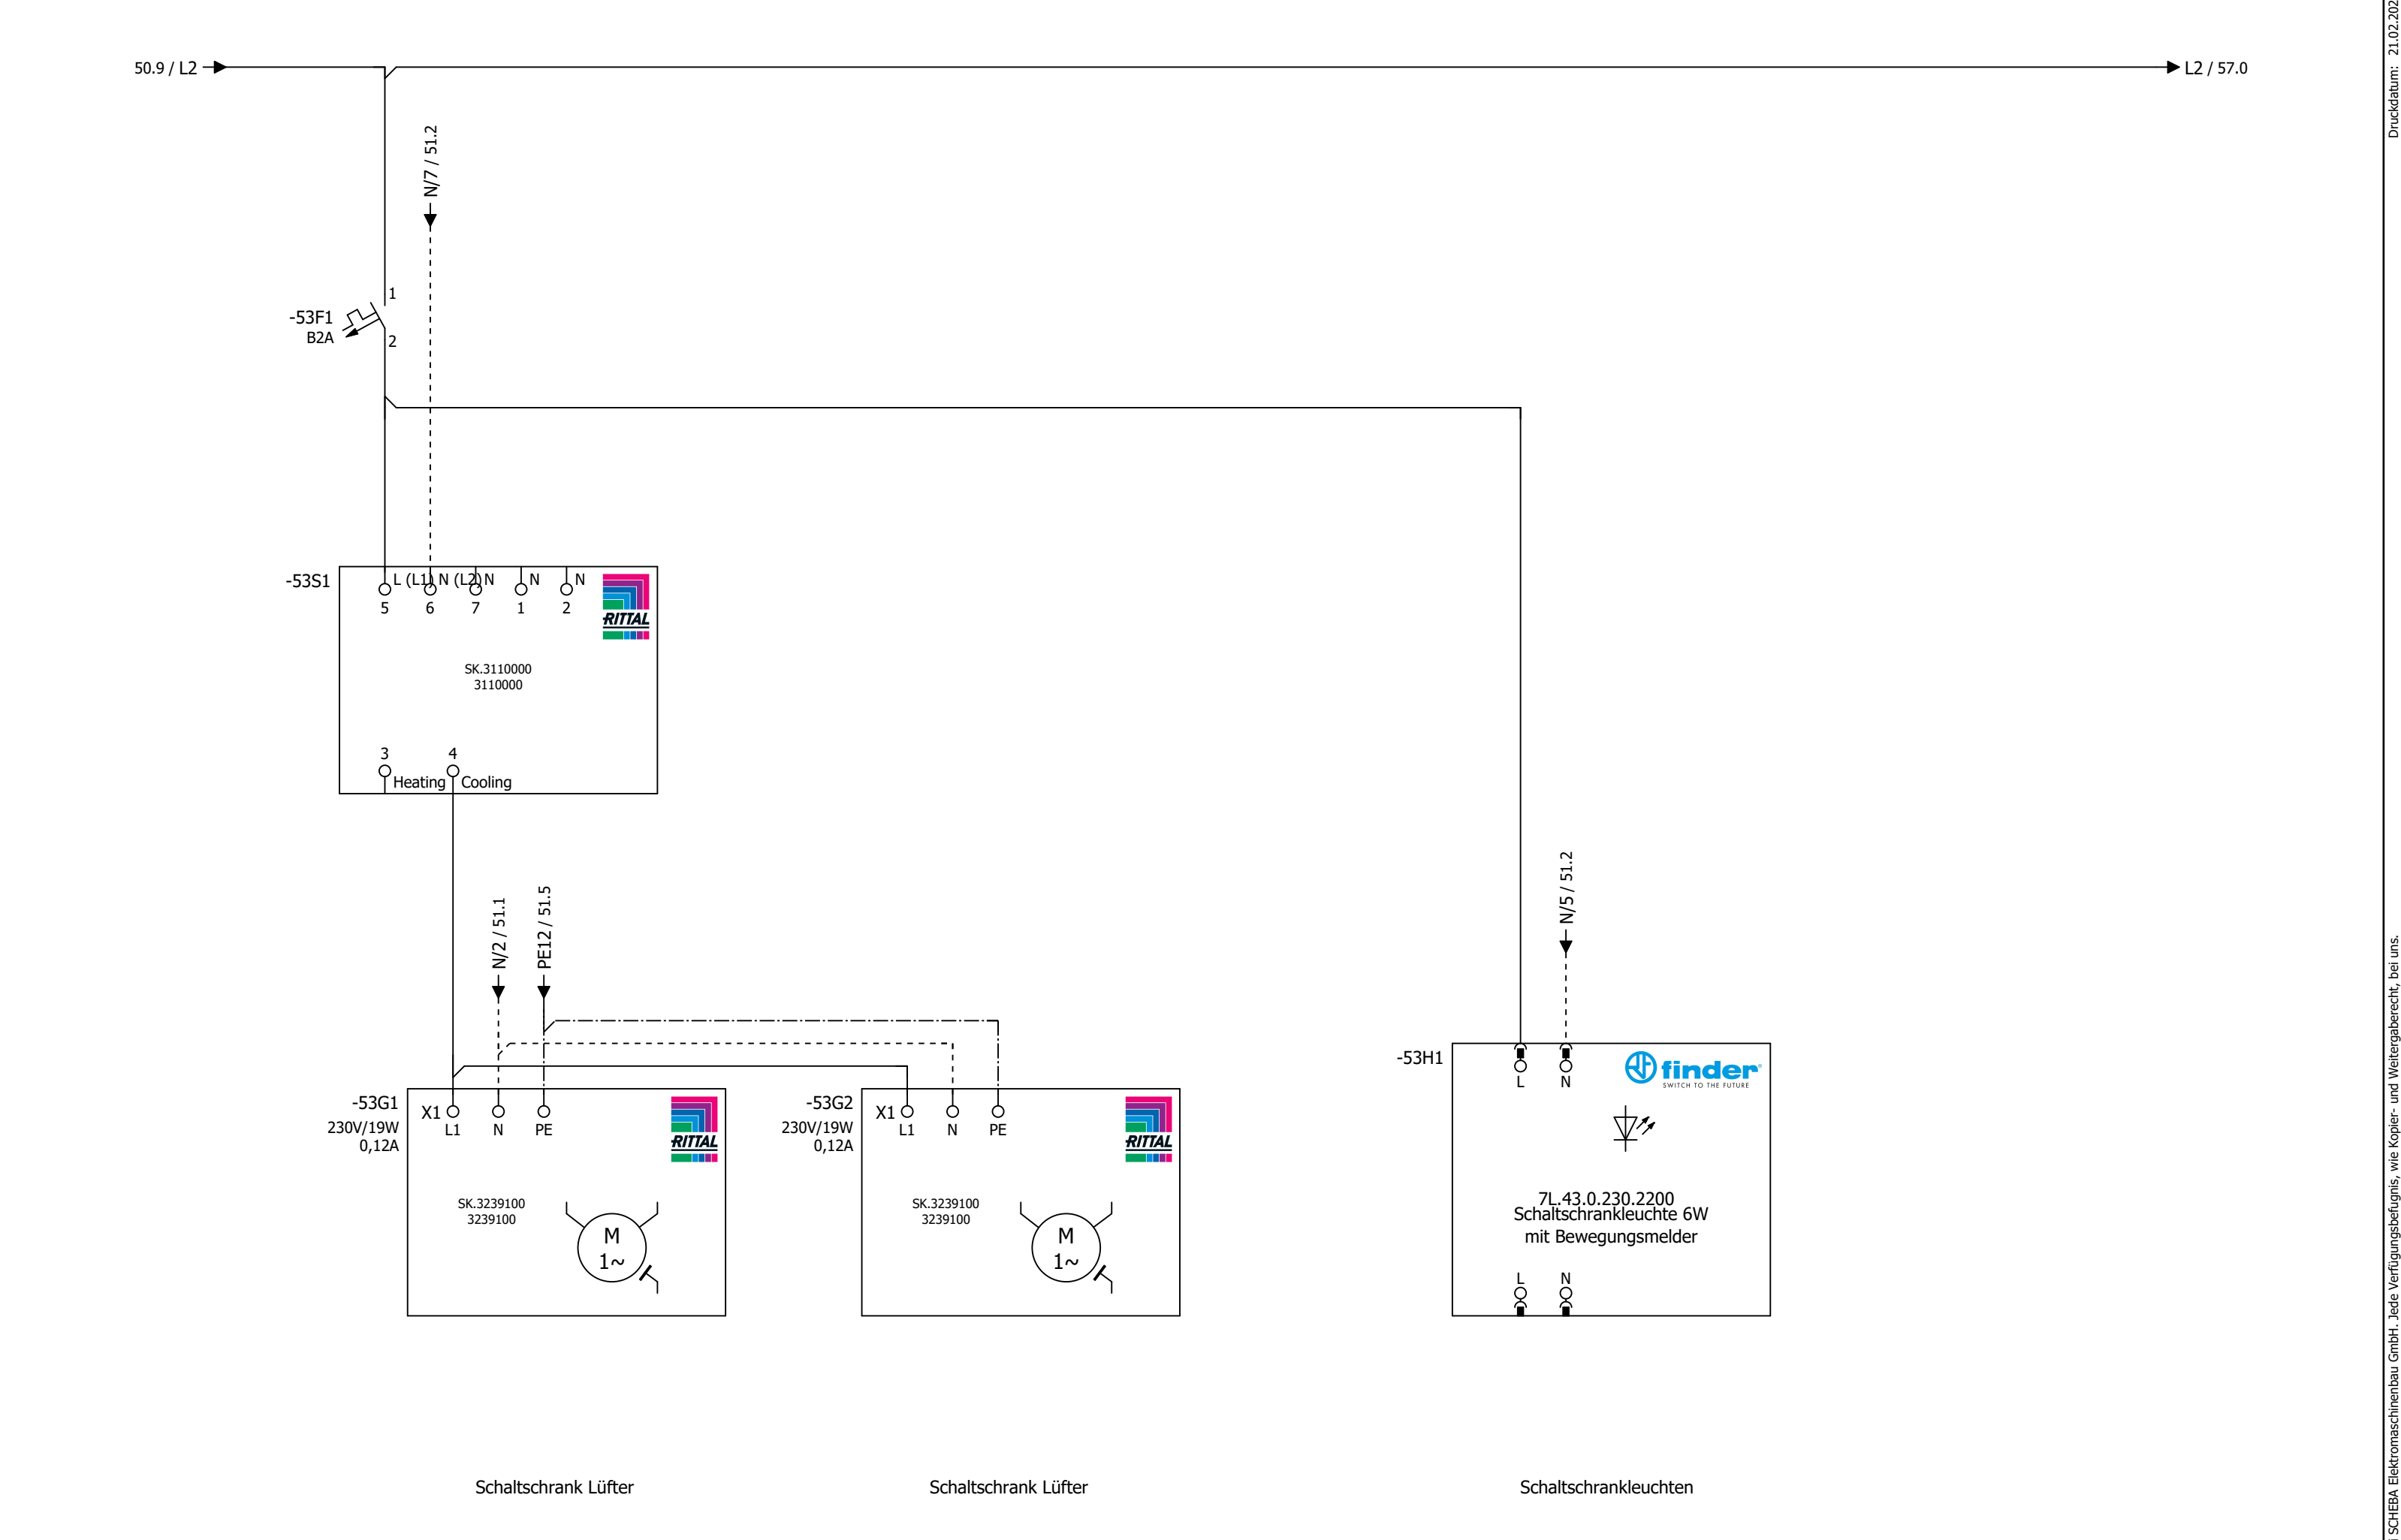 50.9 / L2
L2 / 57.0
N/7 / 51.2
1
-53F1
B2A
2
-53S1
L (L1) N (L2) N N N
5 6 7 1 2
RITTAL
SK.3110000
3110000
3 4
Heating Cooling
N/2 / 51.1
PE12 / 51.5
N/5 / 51.2
-53G1
230V/19W
0,12A
X1
L1 N PE
RITTAL
SK.3239100
3239100
M
1~
-53G2
230V/19W
0,12A
X1
L1 N PE
RITTAL
SK.3239100
3239100
M
1~
-53H1
L N
finder
SWITCH TO THE FUTURE
7L.43.0.230.2200
Schaltschrankleuchte 6W
mit Bewegungsmelder
L N
Schaltschrank Lüfter
Schaltschrank Lüfter
Schaltschrankleuchten
SCHEBA Elektromaschinenbau GmbH. Jede Verfügungsbefugnis, wie Kopier- und Weitergaberecht, bei uns.
Druckdatum: 21.02.202